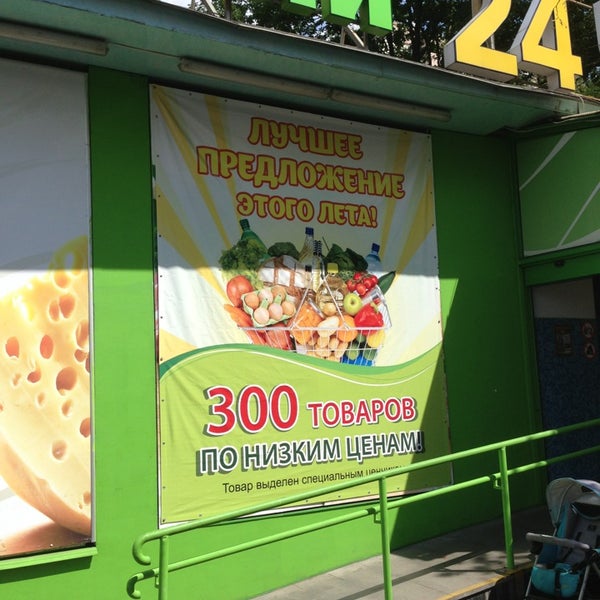 24
ЛУЧШЕЕ
ПРЕДЛОЖЕНИЕ
ЭТОГО ЛЕТА!
300 ТОВАРОВ
ПО НИЗКИМ ЦЕНАМ!
Товар выделен специальным